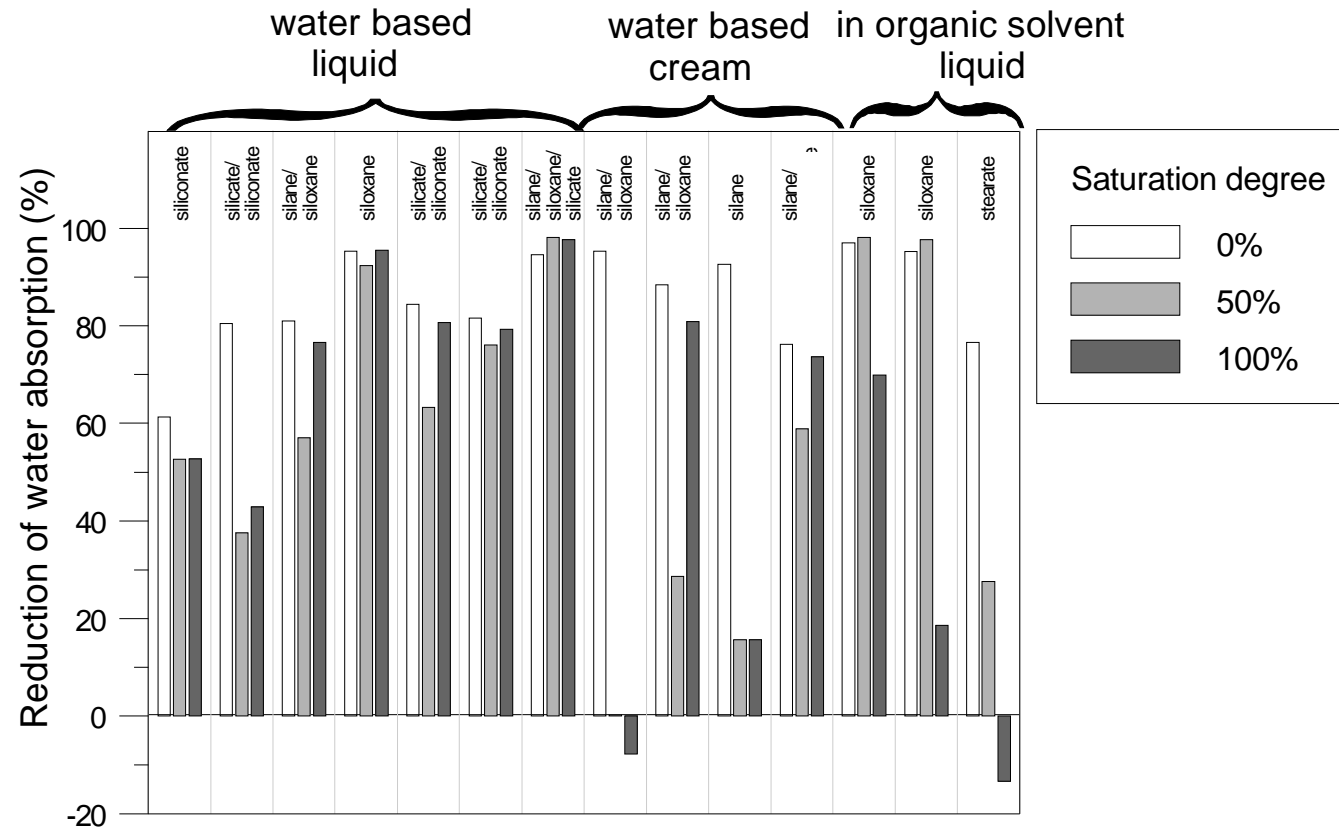 water based
liquid
water based
cream
in organic solvent
liquid
siliconate
silicate/
siliconate
silane/
siloxane
siloxane
silicate/
siliconate
silicate/
siliconate
silane/
siloxane/
silicate
silane/
siloxane
silane/
siloxane
silane
silane/
siloxane
siloxane
stearate
Reduction of water absorption (%)
100
80
60
40
20
0
-20
Saturation degree
0%
50%
100%